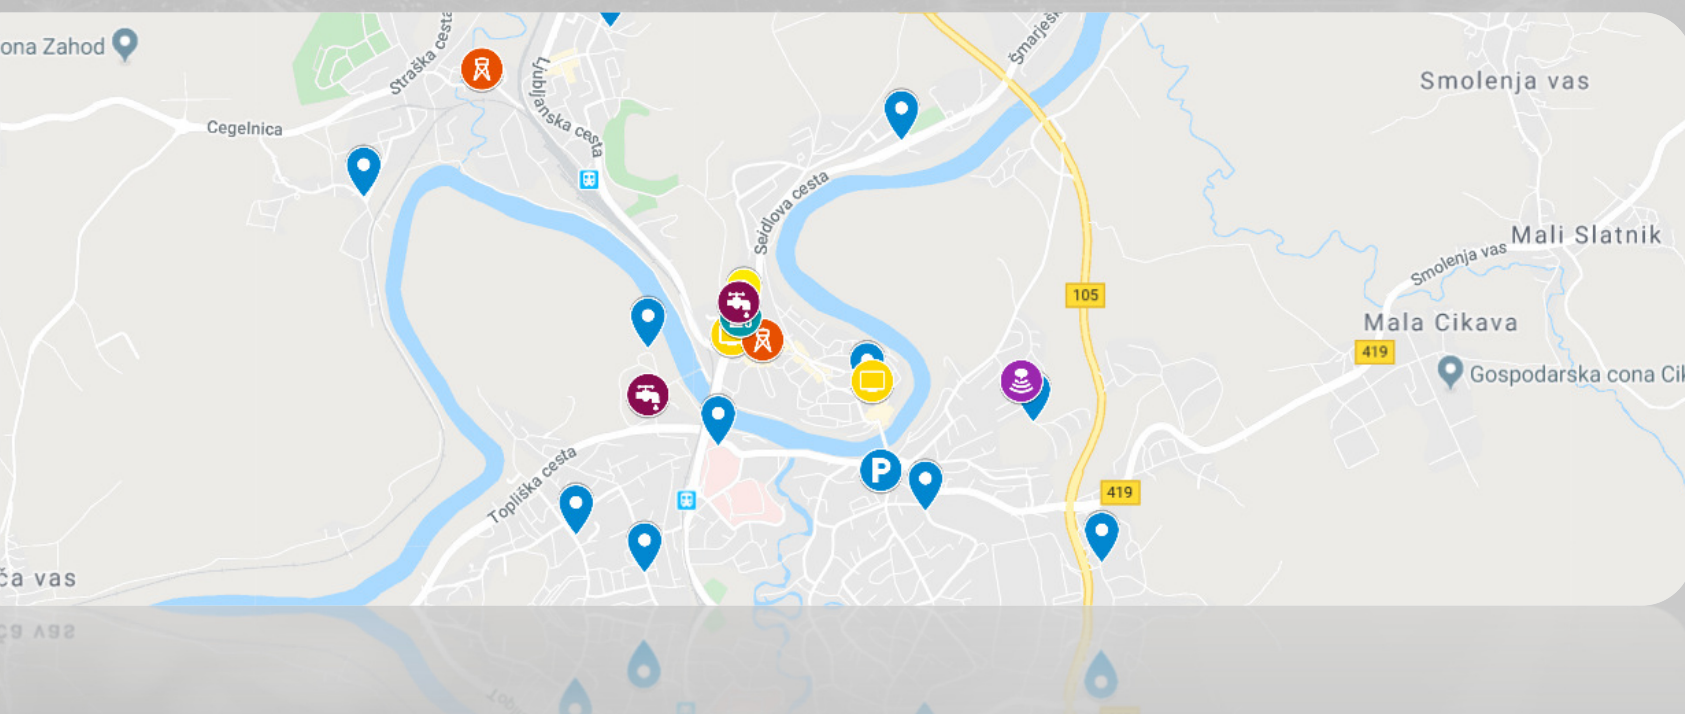 ona Zahod
Straška cesta
Ljubljanska cesta
Šmarješk
Smolenja vas
Cegelnica
Seidlova cesta
Mali Slatnik
Smolenja vas
105
Mala Cikava
419
Gospodarska cona Cik
P
Topliška cesta
419
ča vas